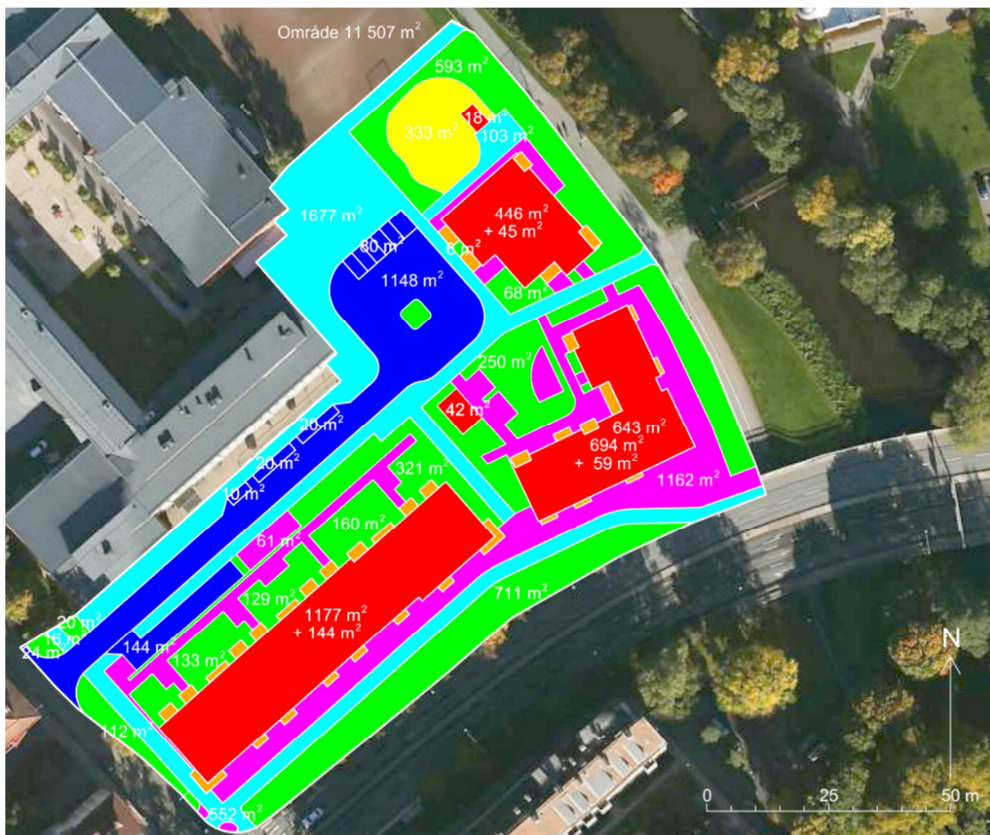 Område 11 507 m²
593 m²
18 m²
333 m²
103 m²
1677 m²
446 m²
+ 45 m²
80 m²
8 m²
1148 m²
68 m²
250 m²
42 m²
643 m²
694 m²
+ 59 m²
20 m²
20 m²
10 m²
321 m²
1162 m²
160 m²
61 m²
129 m²
711 m²
1177 m²
+ 144 m²
20 m²
16 m²
24 m²
144 m²
133 m²
112 m²
552 m²
N
0 25 50 m